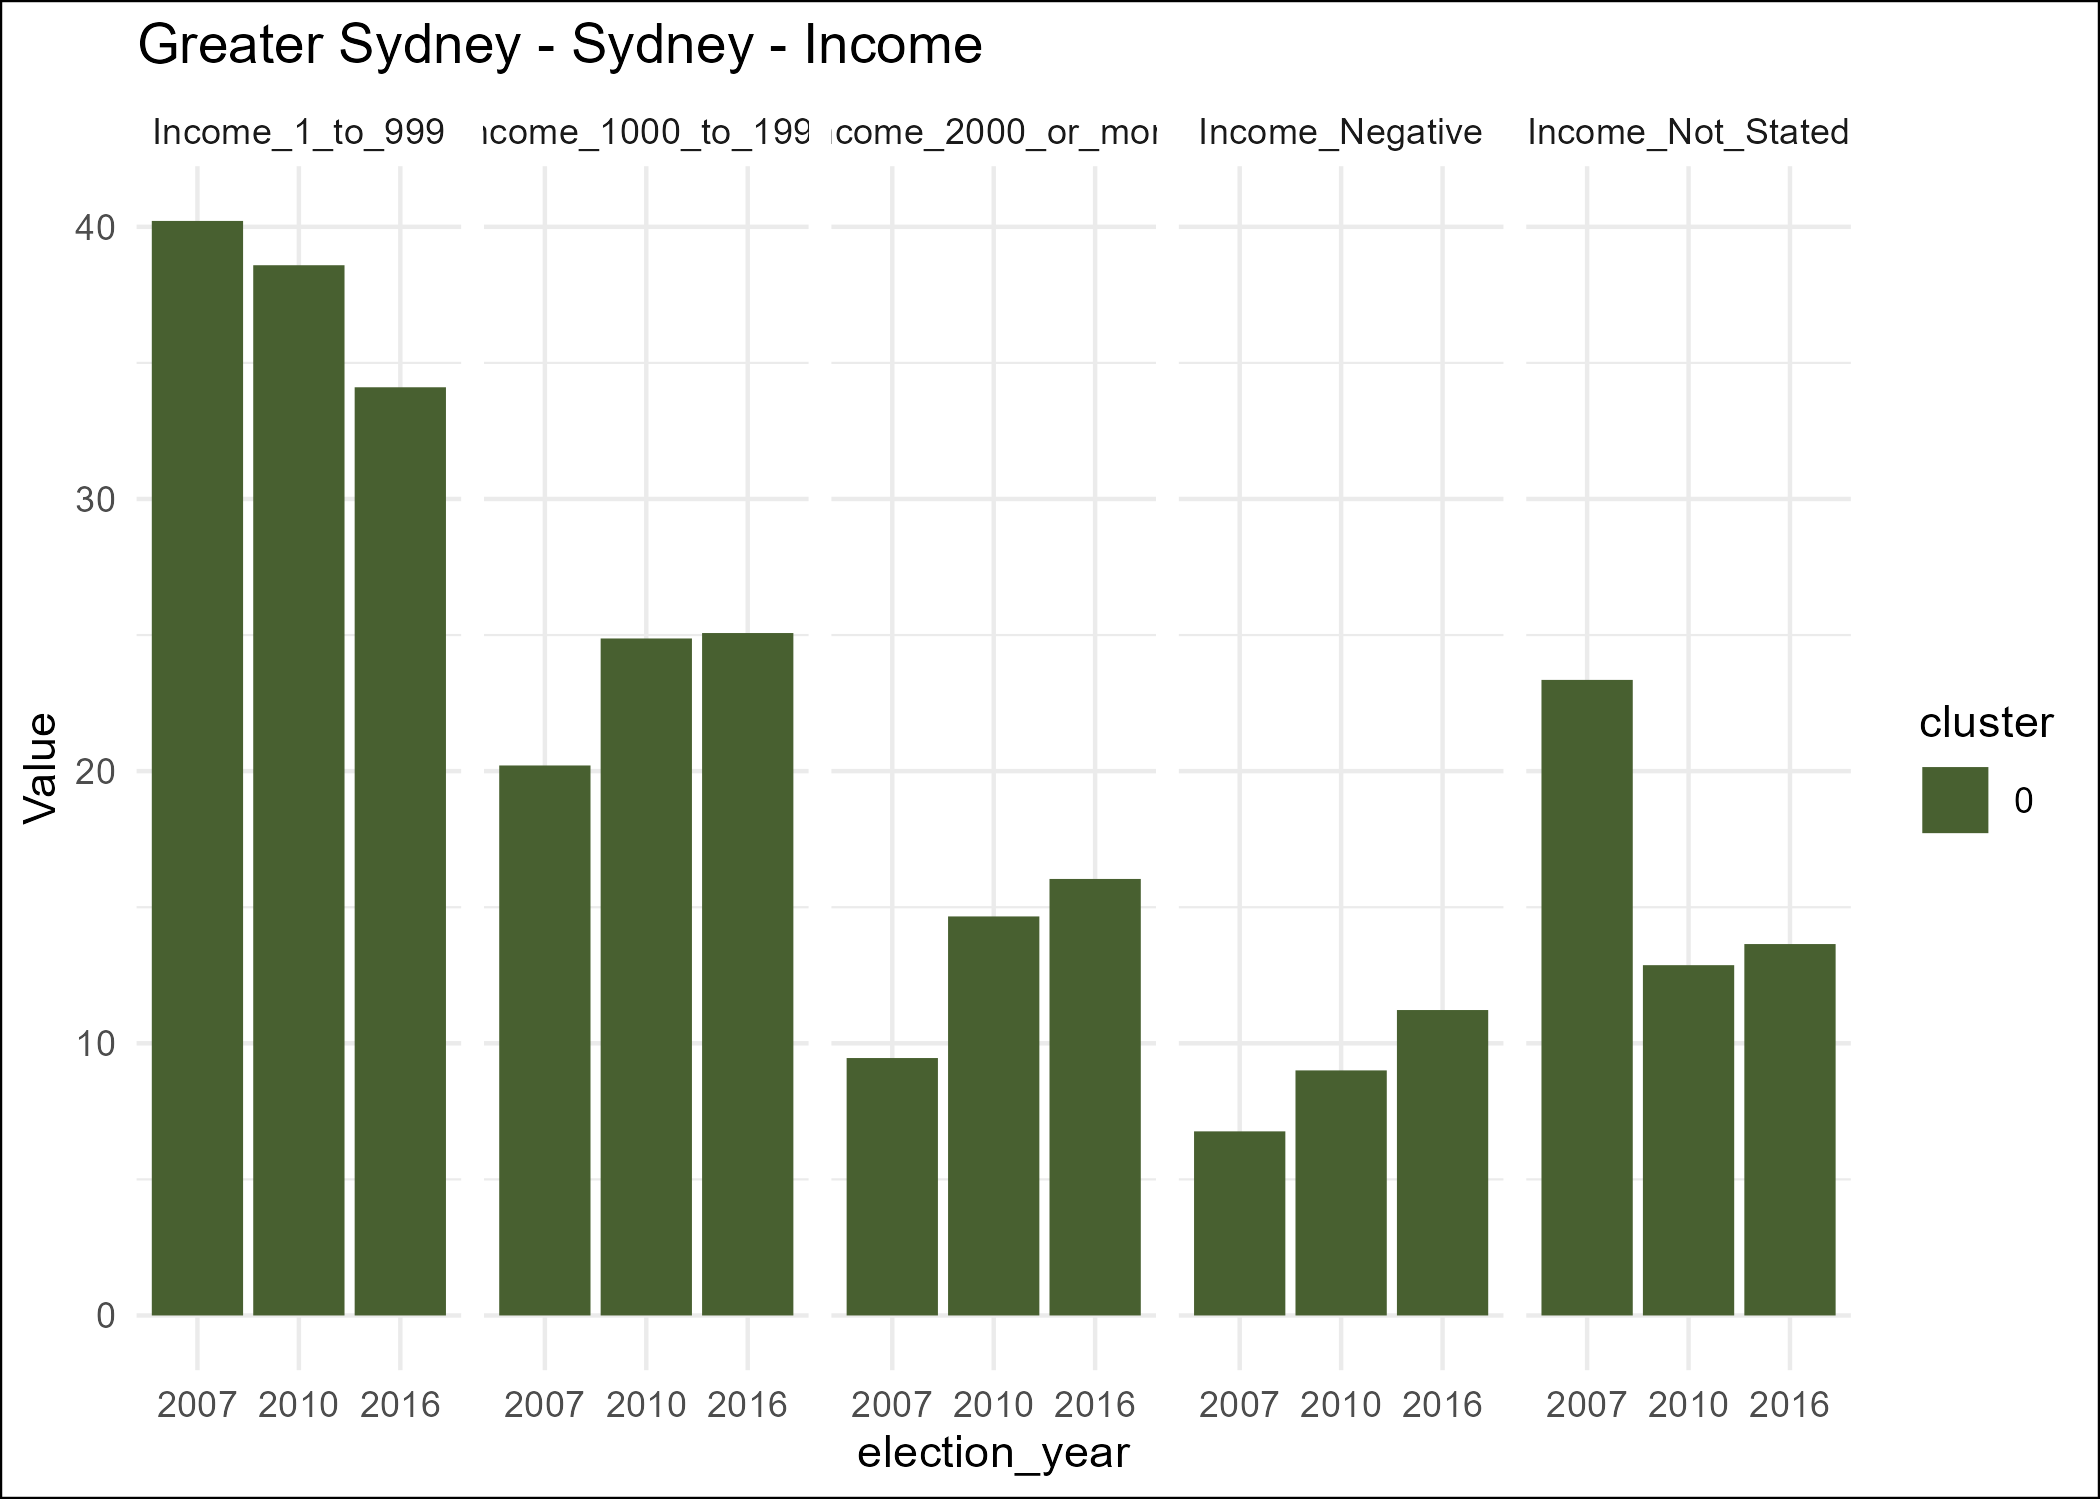 Greater Sydney - Sydney - Income
Income_1_to_999 ncome_1000_to_199 ncome_2000_or_mor Income_Negative Income_Not_Stated
40
30
20
10
0
Value
2007 2010 2016 2007 2010 2016 2007 2010 2016 2007 2010 2016 2007 2010 2016
election_year
cluster
0